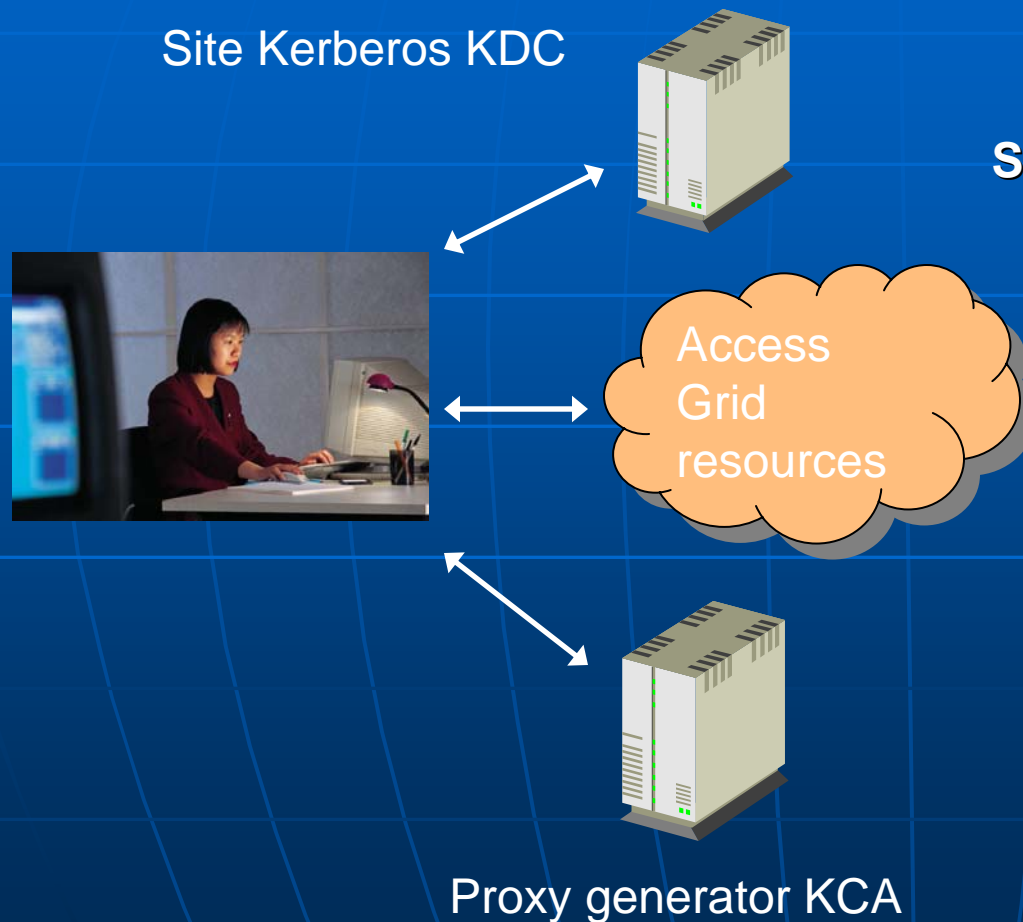 Site Kerberos KDC
S
Access
Grid
resources
Proxy generator KCA